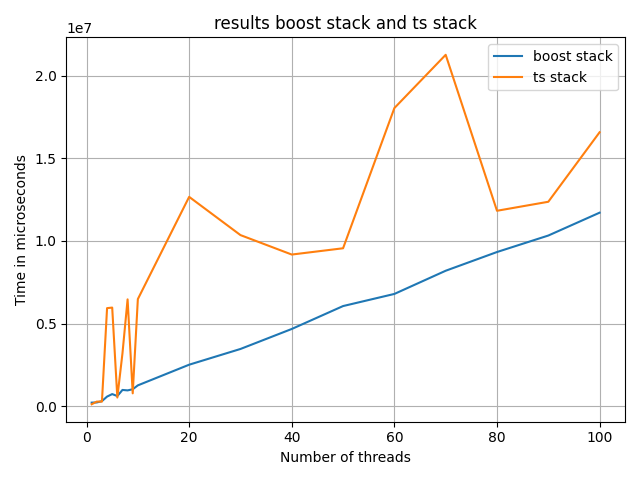 results boost stack and ts stack
1e7
boost stack
ts stack
2.0
1.5
1.0
0.5
0.0
Time in microseconds
0 20 40 60 80 100
Number of threads